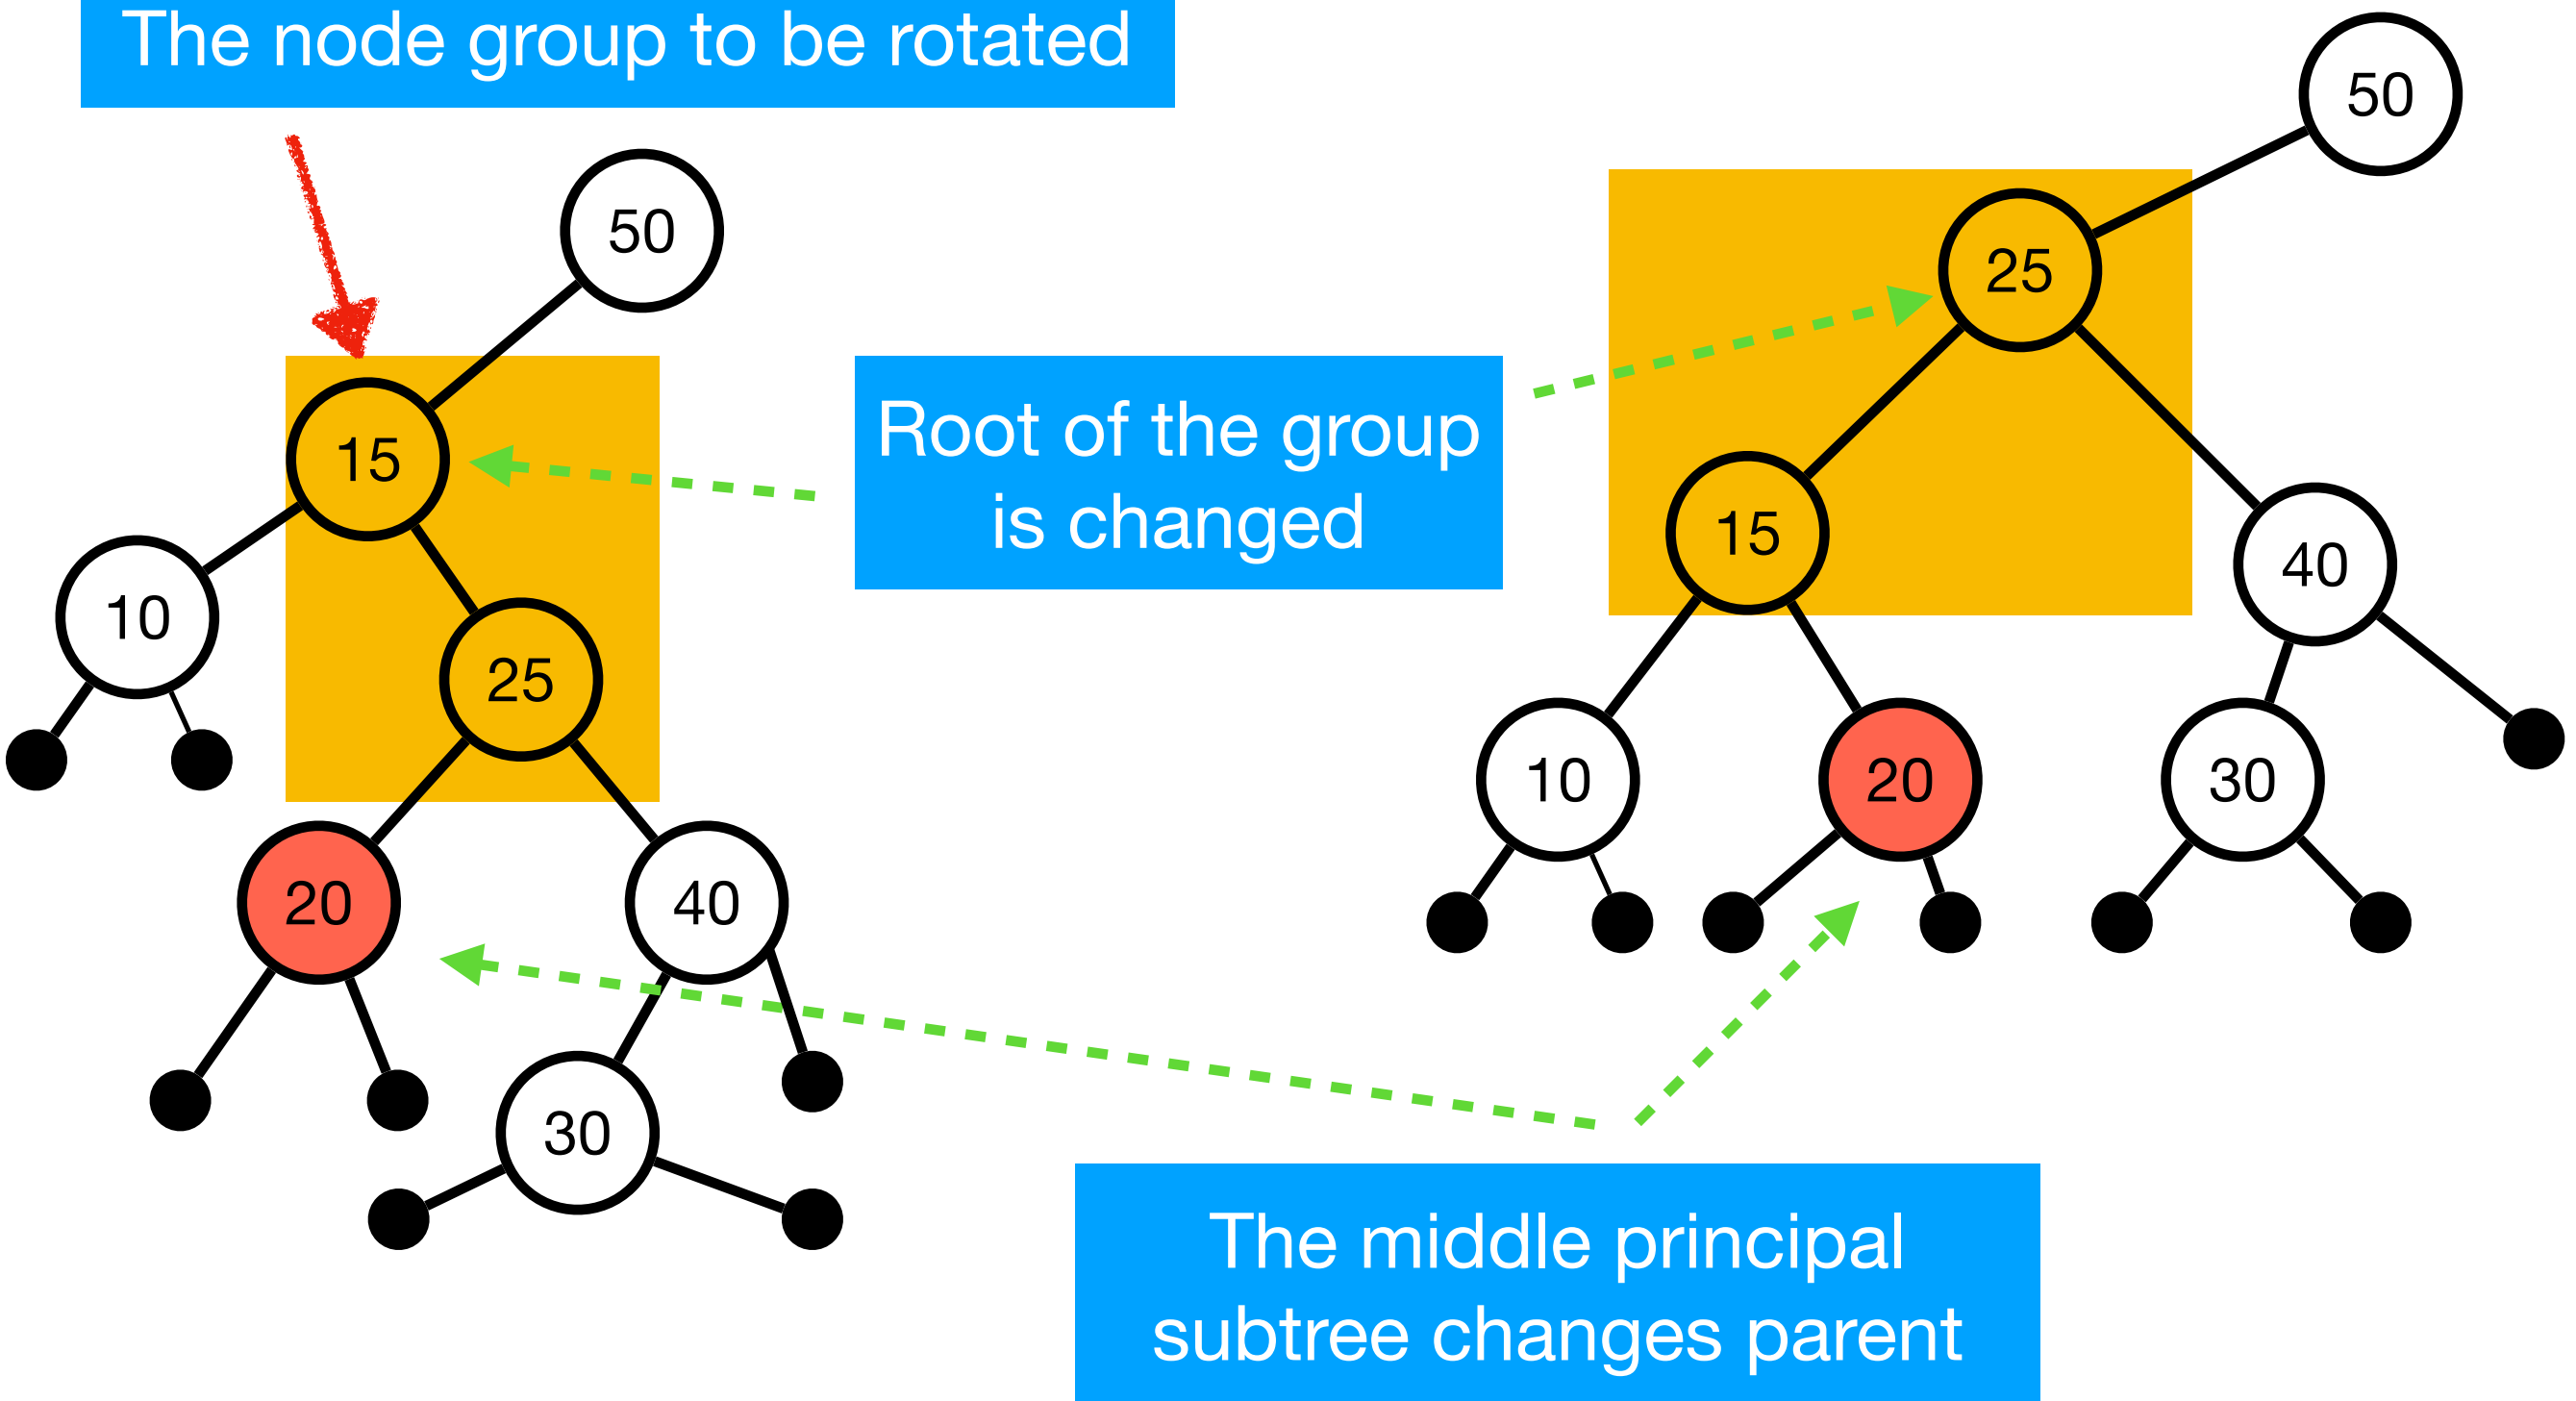 The node group to be rotated
50
15
10
25
20
40
30
Root of the group
is changed
50
25
15
40
10
20
30
The middle principal
subtree changes parent